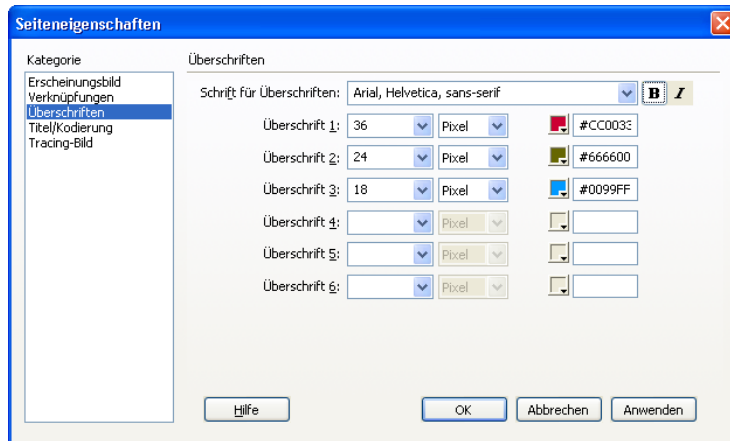 Seiteneigenschaften
Kategorie
Erscheinungsbild
Verknüpfungen
Überschriften
Titel/Kodierung
Tracing-Bild
Überschriften
Schrift für Überschriften: Arial, Helvetica, sans-serif B I
Überschrift 1: 36 Pixel #CC0033
Überschrift 2: 24 Pixel #666600
Überschrift 3: 18 Pixel #0099FF
Überschrift 4: Pixel
Überschrift 5: Pixel
Überschrift 6: Pixel
Hilfe OK Abbrechen Anwenden